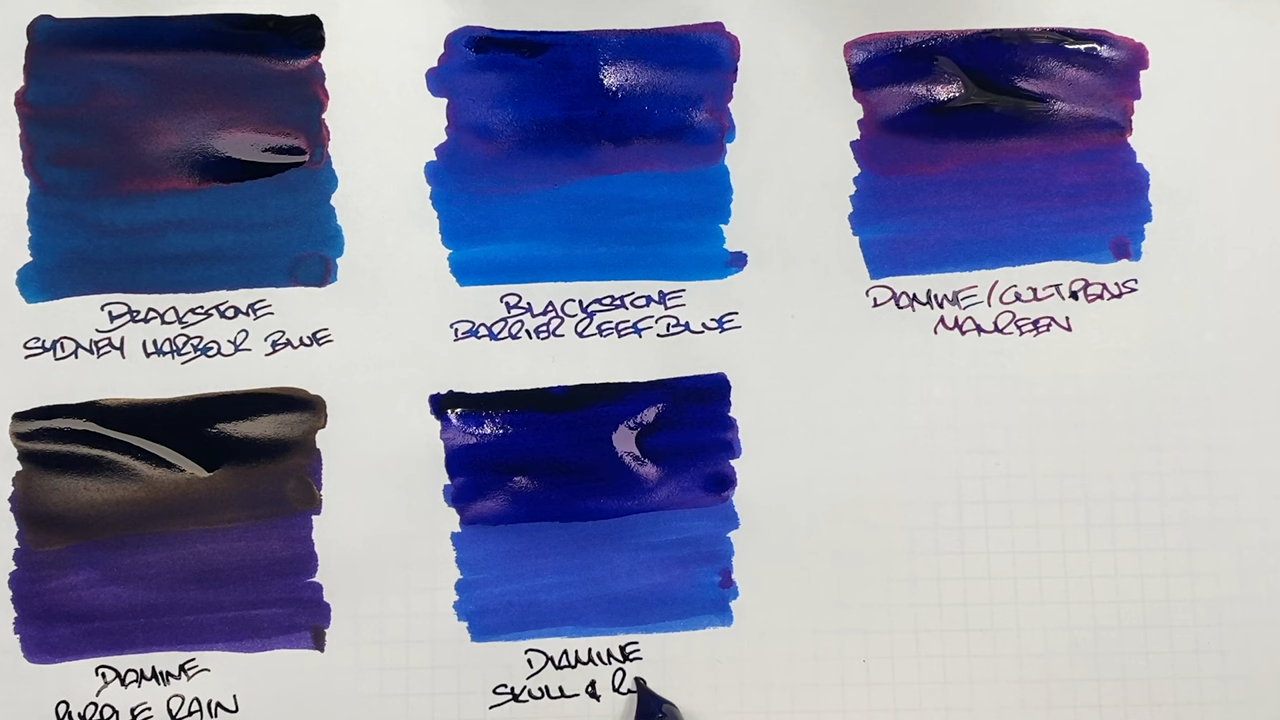 BLACKSTONE
SYDNEY HARBOUR BLUE
BLACKSTONE
BARRIER REEF BLUE
DIAMINE/CULT PENS
MAUREEN
DIAMINE
PURPLE RAIN
DIAMINE
SKULL & R